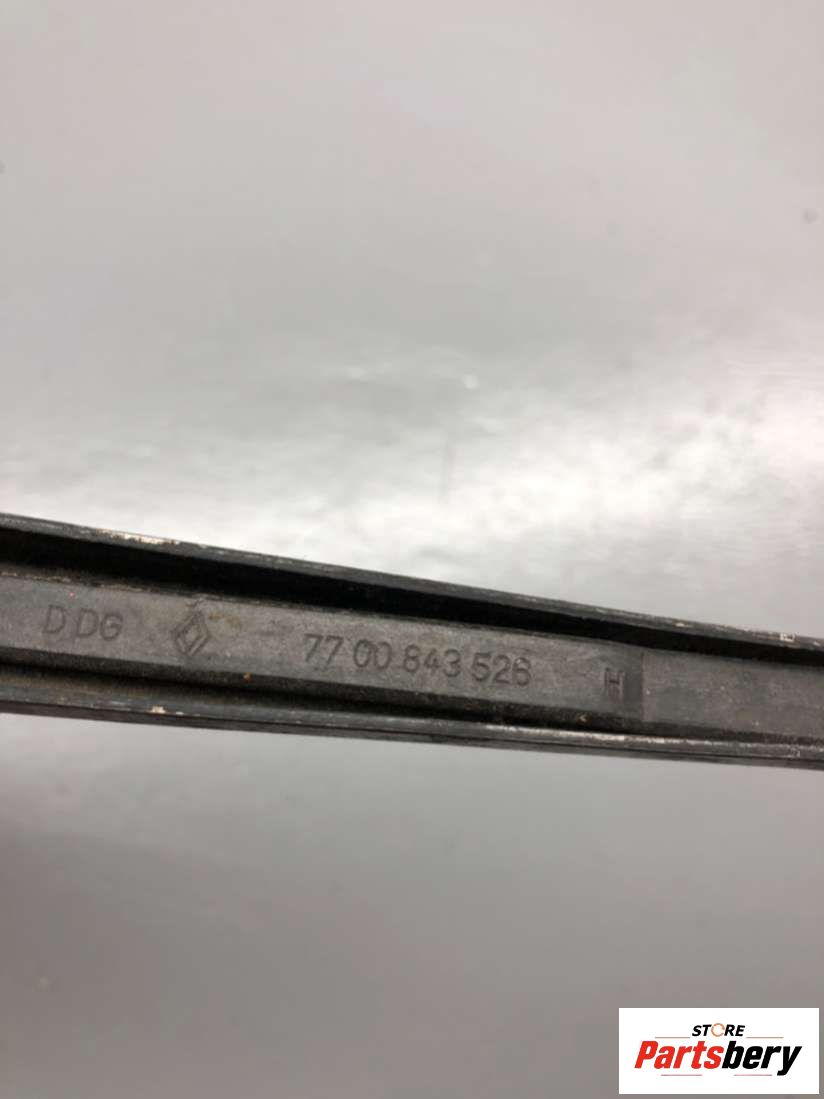 D DG 77 00 843 526 H
STORE
Partsbery